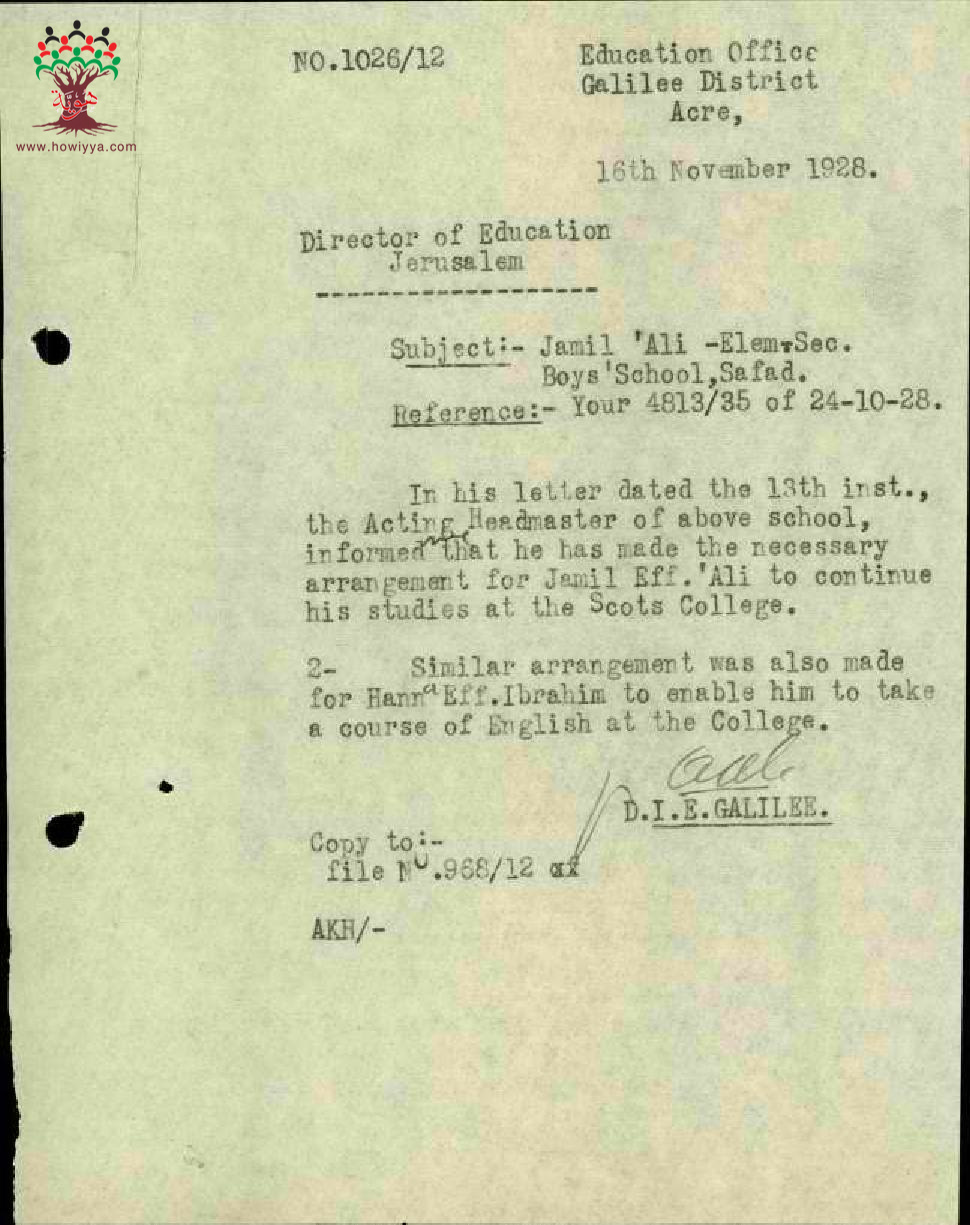 هوية
www.howiyya.com
NO.1026/12
Education Office
Galilee District
Acre,
16th November 1928.
Director of Education
Jerusalem
-------------------
Subject:- Jamil 'Ali -Elem.Sec.
Boys'School,Safad.
Reference:- Your 4813/35 of 24-10-28.
In his letter dated the 13th inst.,
the Acting Headmaster of above school,
informed me that he has made the necessary
arrangement for Jamil Eff.'Ali to continue
his studies at the Scots College.
2- Similar arrangement was also made
for Hanna Eff.Ibrahim to enable him to take
a course of English at the College.
D.I.E.GALILEE.
Copy to:-
file No.968/12
AKH/-